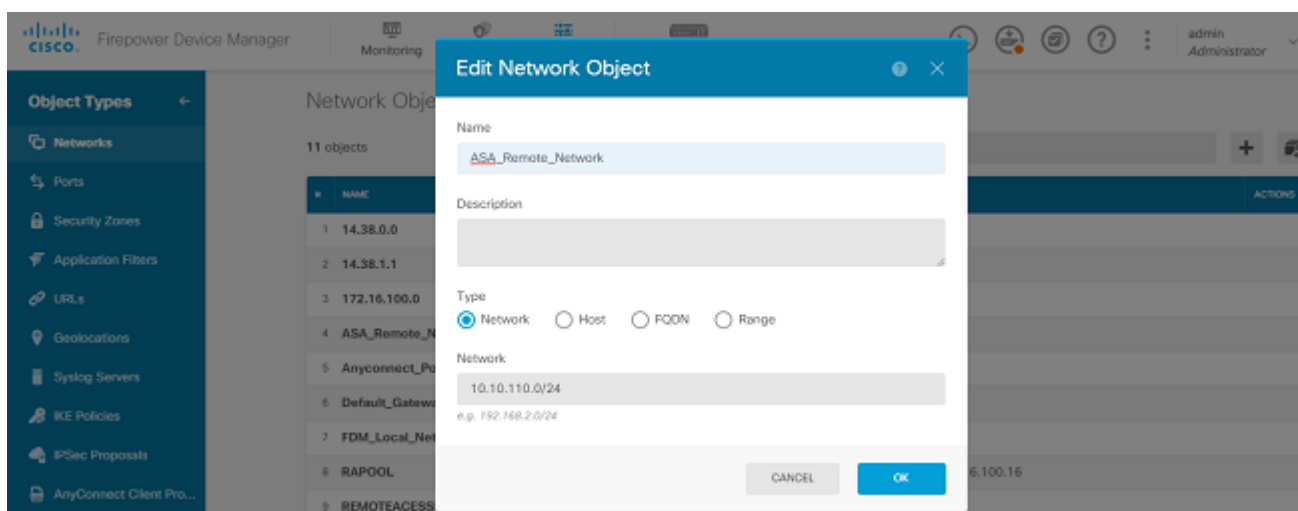 CISCO
Firepower Device Manager
Monitoring
admin
Administrator
Object Types
Networks
Ports
Security Zones
Application Filters
URLs
Geolocations
Syslog Servers
IKE Policies
IPSec Proposals
AnyConnect Client Pro...
Network Obje
11 objects
# NAME ACTIONS
1 14.38.0.0
2 14.38.1.1
3 172.16.100.0
4 ASA_Remote_N
5 Anyconnect_Po
6 Default_Gatewa
7 FDM_Local_Net
8 RAPOOL 6.100.16
9 REMOTEACESS
Edit Network Object
Name
ASA_Remote_Network
Description
Type
Network Host FQDN Range
Network
10.10.110.0/24
e.g. 192.168.2.0/24
CANCEL OK